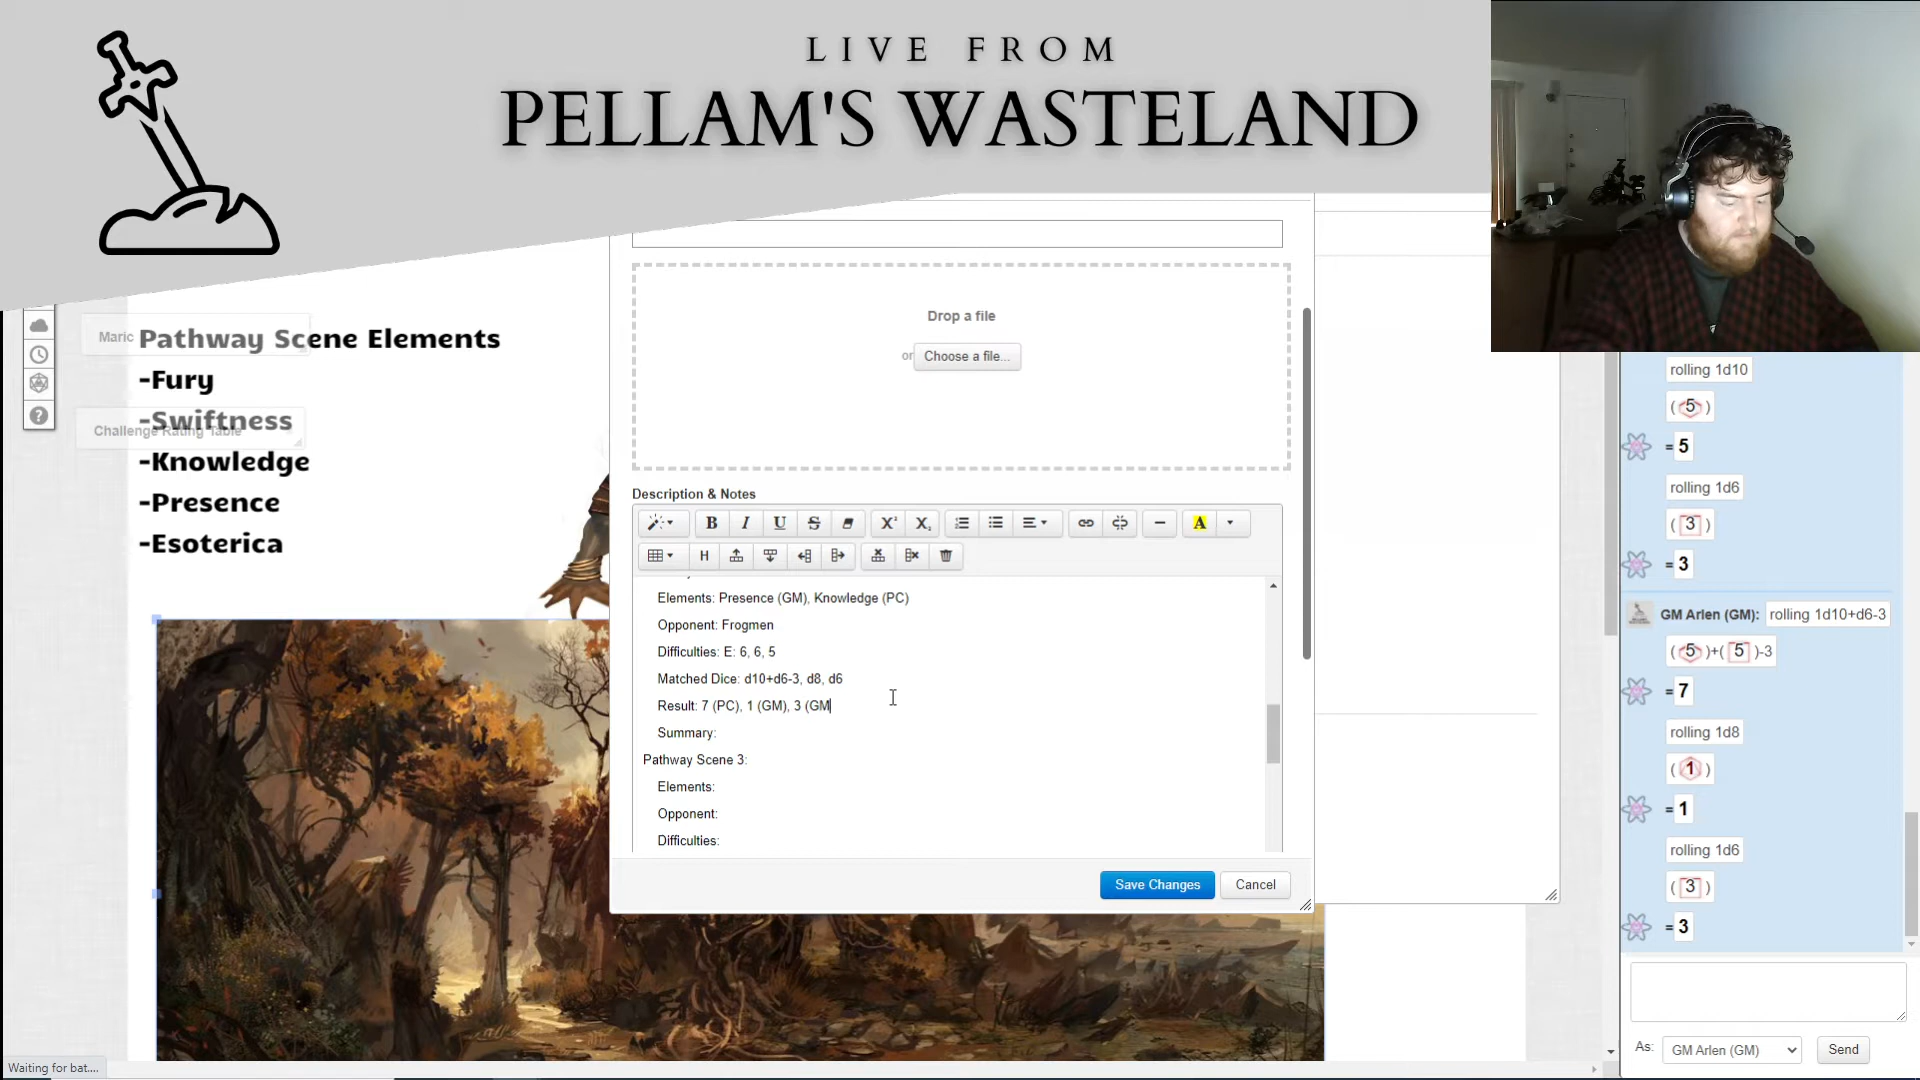 LIVE FROM
PELLAM'S WASTELAND
Maric
Pathway Scene Elements
-Fury
-Swiftness
Challenge Rating Table
-Knowledge
-Presence
-Esoterica
Drop a file
or Choose a file...
Description & Notes
B I U S X² X, H A
Elements: Presence (GM), Knowledge (PC)
Opponent: Frogmen
Difficulties: E: 6, 6, 5
Matched Dice: d10+d6-3, d8, d6
Result: 7 (PC), 1 (GM), 3 (GM
Summary:
Pathway Scene 3:
Elements:
Opponent:
Difficulties:
Save Changes Cancel
rolling 1d10
(5)
=5
rolling 1d6
(3)
=3
GM Arlen (GM): rolling 1d10+d6-3
(5)+(5)-3
=7
rolling 1d8
(1)
=1
rolling 1d6
(3)
=3
As: GM Arlen (GM) Send
Waiting for bat....